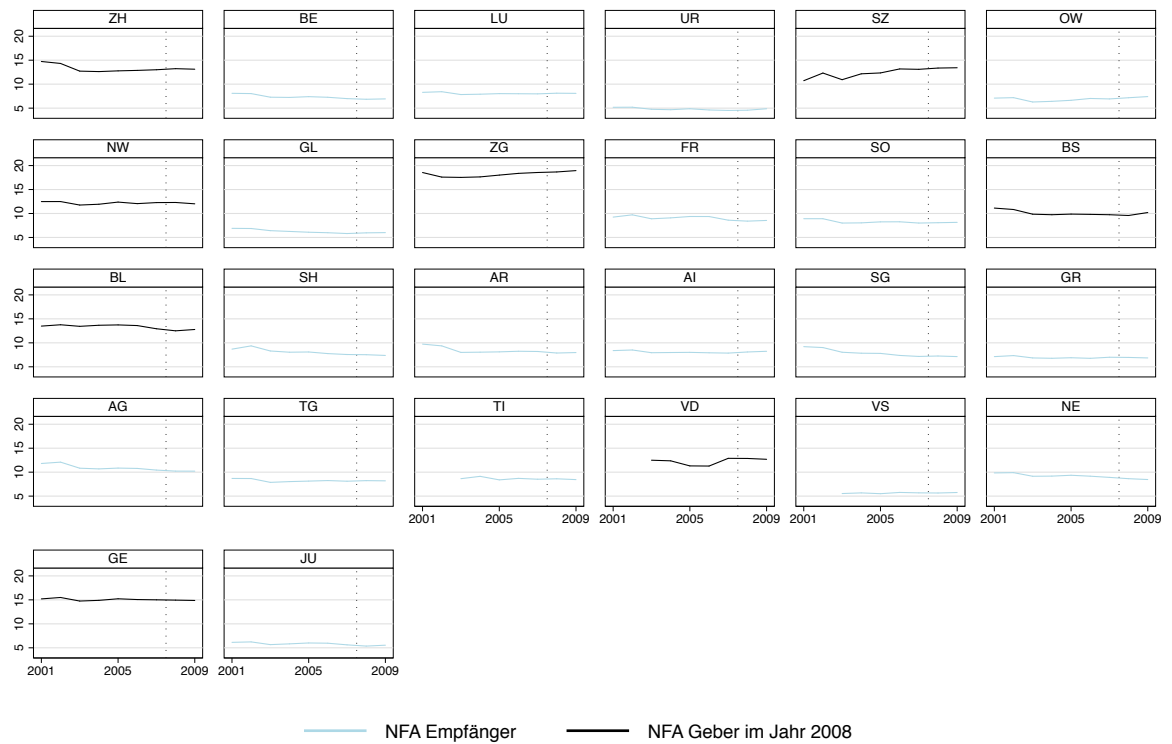 ZH BE LU UR SZ OW
20
15
10
5
NW GL ZG FR SO BS
20
15
10
5
BL SH AR AI SG GR
20
15
10
5
AG TG TI VD VS NE
20
15
10
5
2001 2005 2009 2001 2005 2009 2001 2005 2009 2001 2005 2009
GE JU
20
15
10
5
2001 2005 2009 2001 2005 2009
NFA Empfänger NFA Geber im Jahr 2008